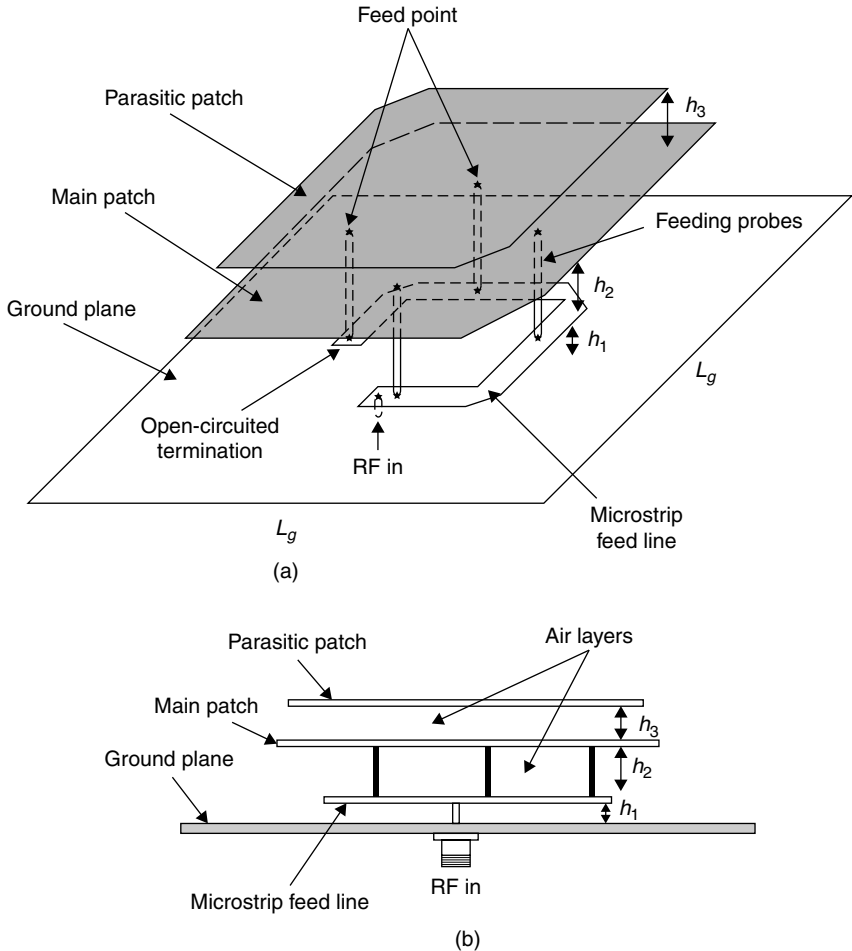 Feed point
Parasitic patch
h3
Main patch
Feeding probes
h2
Ground plane
h1
Lg
Open-circuited
termination
RF in
Microstrip
feed line
Lg
(a)
Air layers
Parasitic patch
Main patch
h3
Ground plane
h2
h1
Microstrip feed line
RF in
(b)